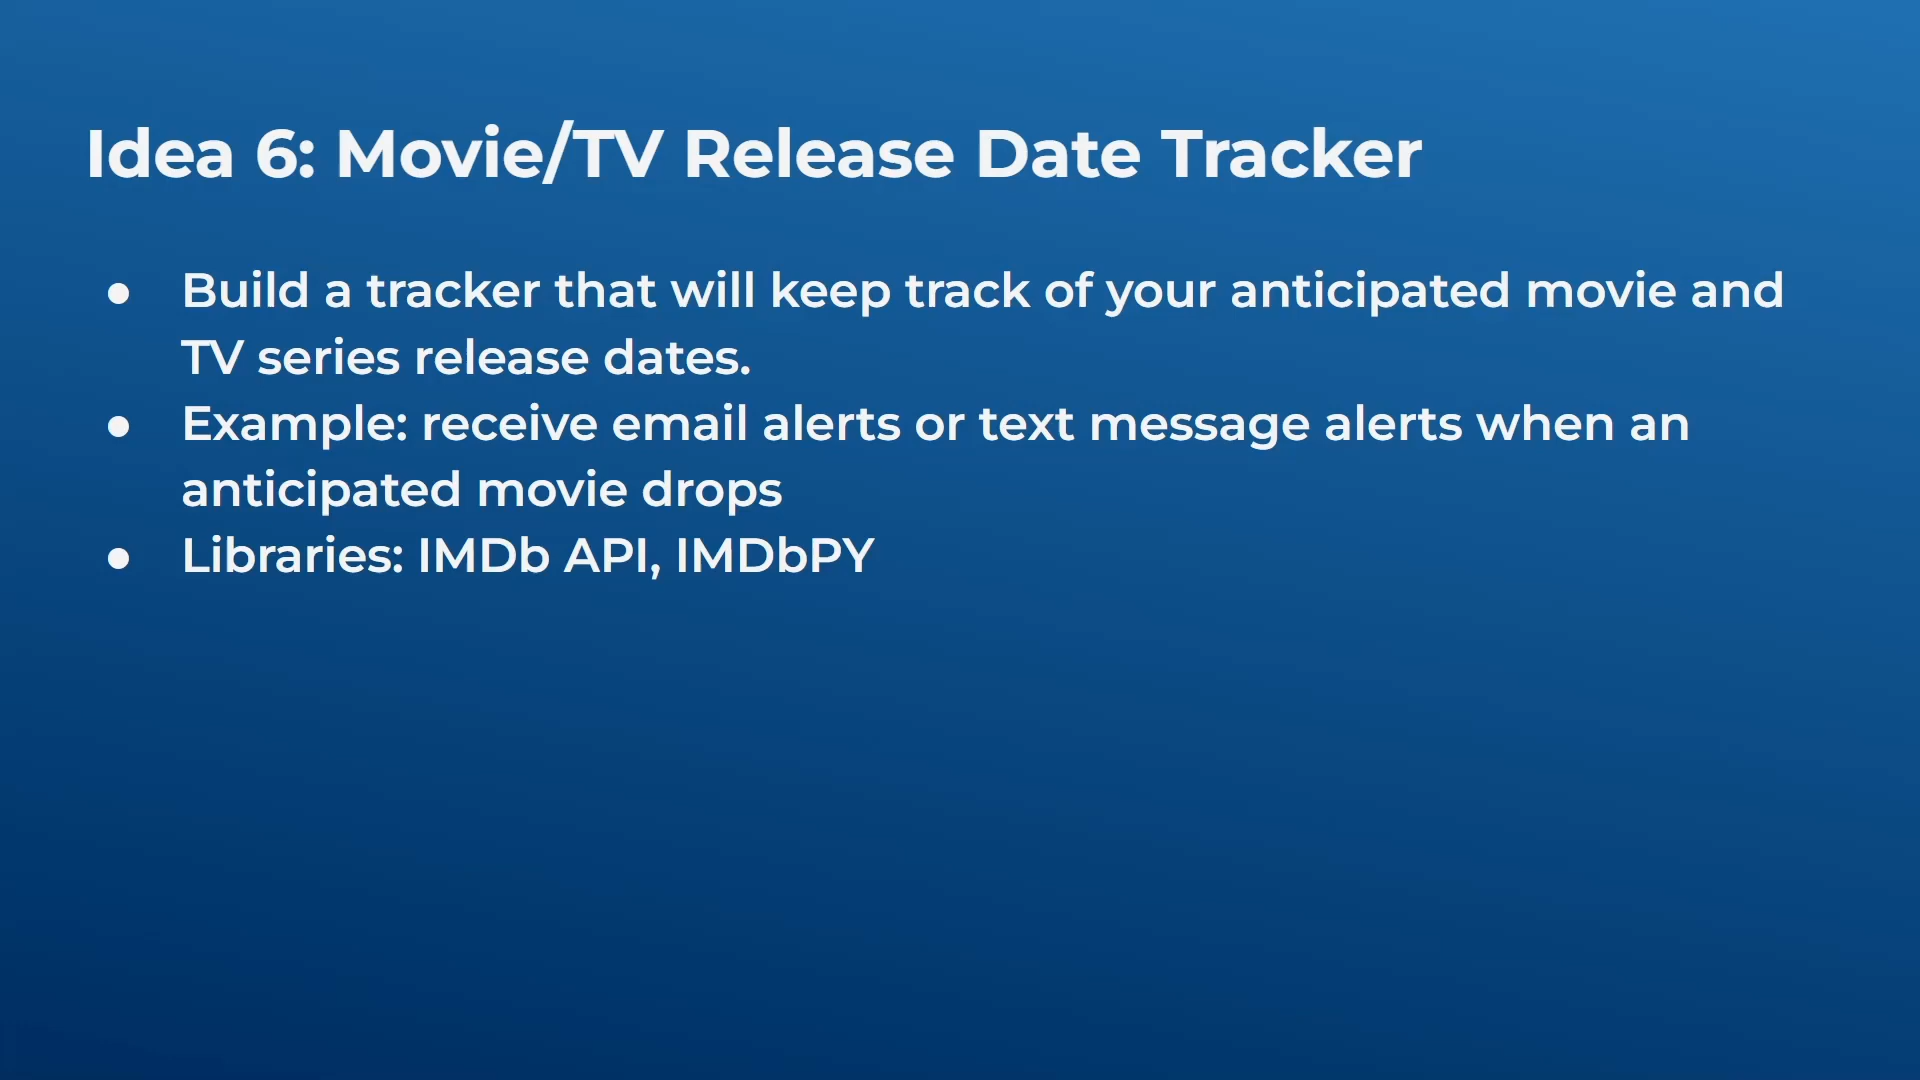 Idea 6: Movie/TV Release Date Tracker
● Build a tracker that will keep track of your anticipated movie and
TV series release dates.
● Example: receive email alerts or text message alerts when an
anticipated movie drops
● Libraries: IMDb API, IMDbPY